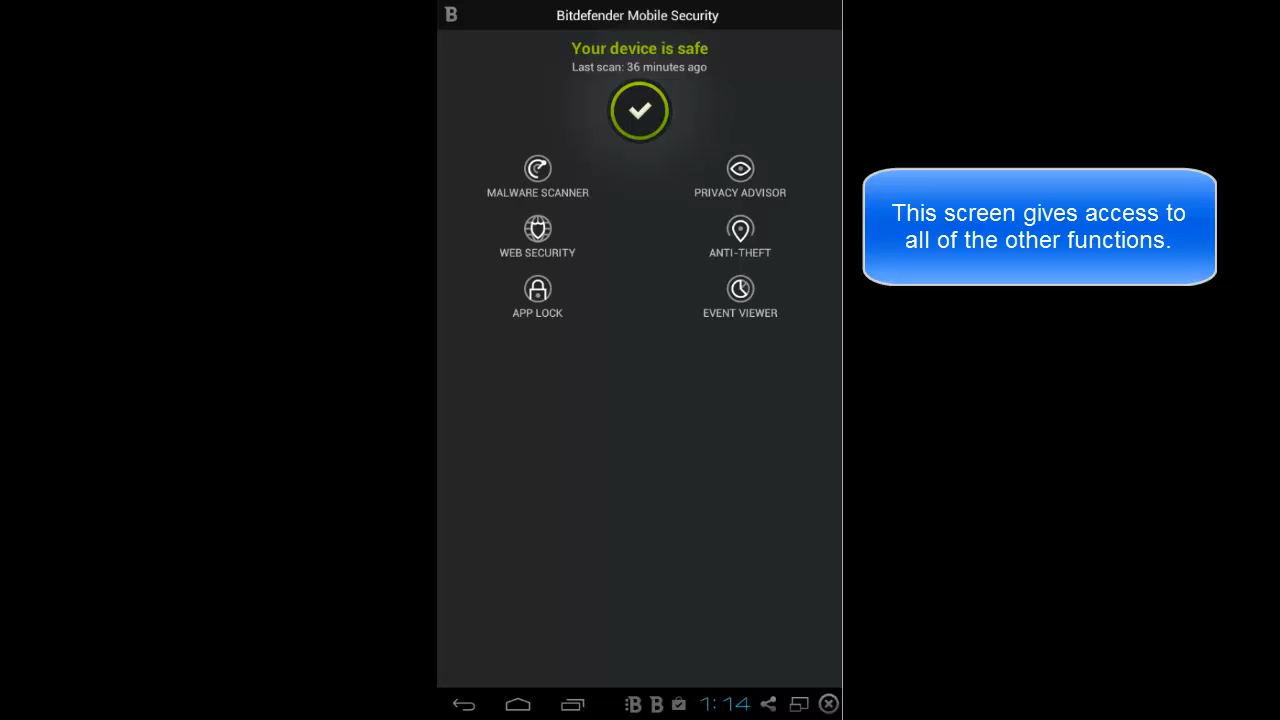 B
Bitdefender Mobile Security
Your device is safe
Last scan: 36 minutes ago
MALWARE SCANNER
PRIVACY ADVISOR
This screen gives access to
all of the other functions.
WEB SECURITY
ANTI-THEFT
APP LOCK
EVENT VIEWER
B B 1:14